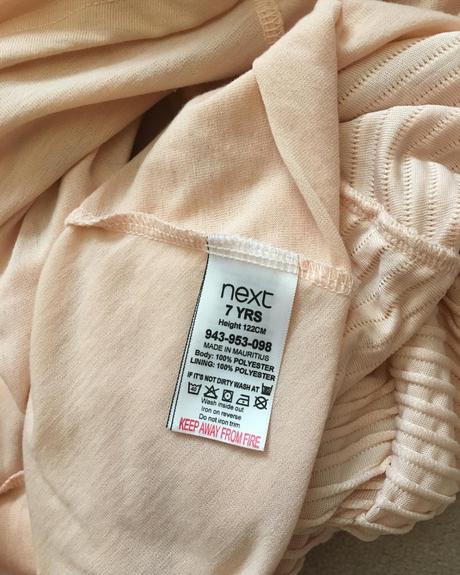 next
7 YRS
Height 122CM
943-953-098
MADE IN MAURITIUS
Body: 100% POLYESTER
LINING: 100% POLYESTER
IF IT'S NOT DIRTY WASH AT
Wash inside out
Iron on reverse
Do not iron trim
KEEP AWAY FROM FIRE